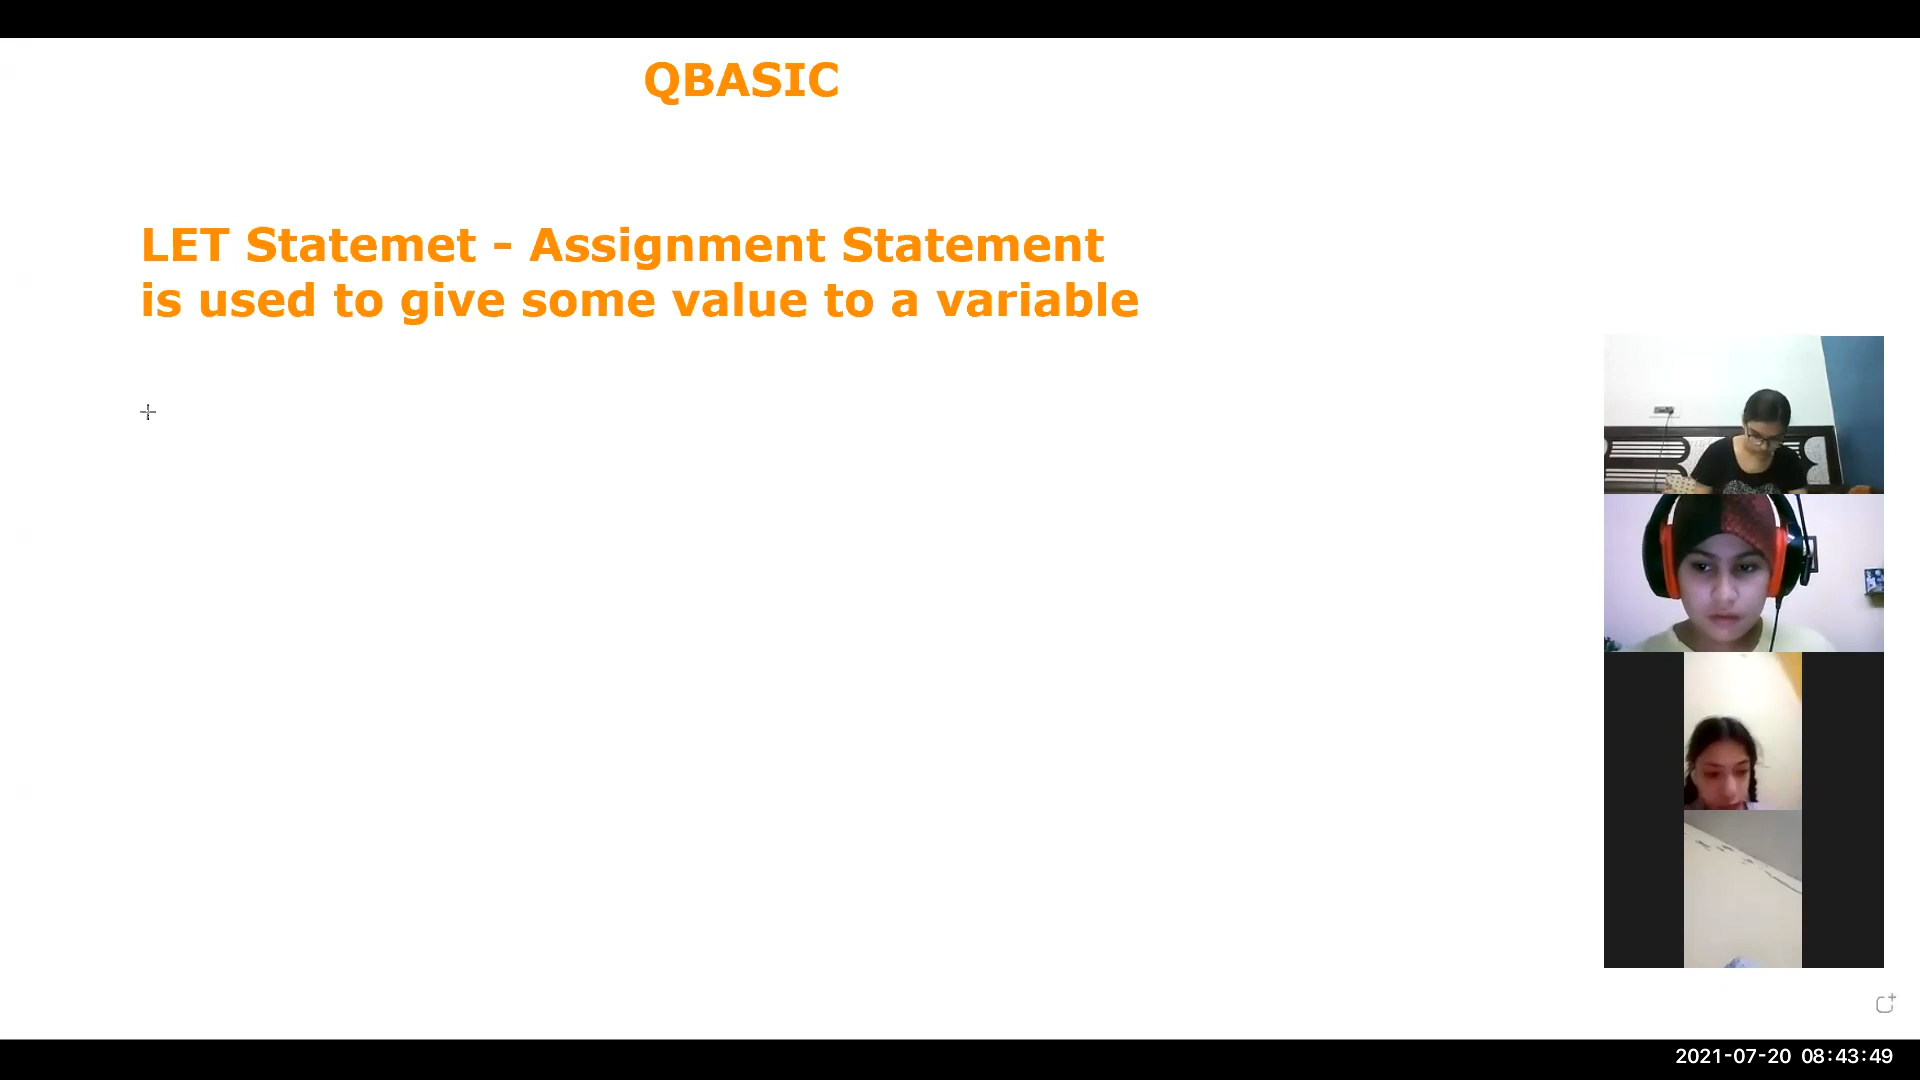 QBASIC
LET Statemet - Assignment Statement
is used to give some value to a variable
2021-07-20 08:43:49